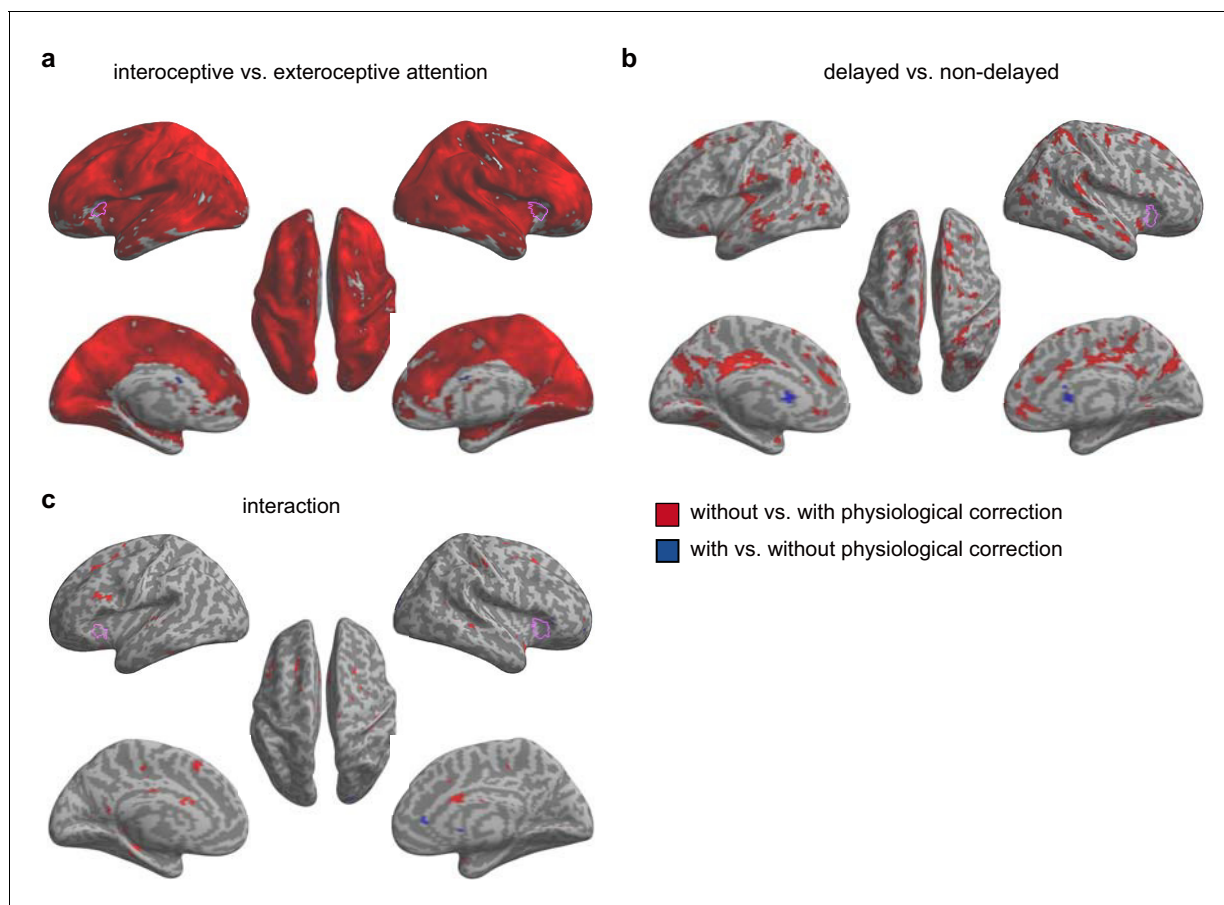 a
interoceptive vs. exteroceptive attention
b
delayed vs. non-delayed
c
interaction
without vs. with physiological correction
with vs. without physiological correction